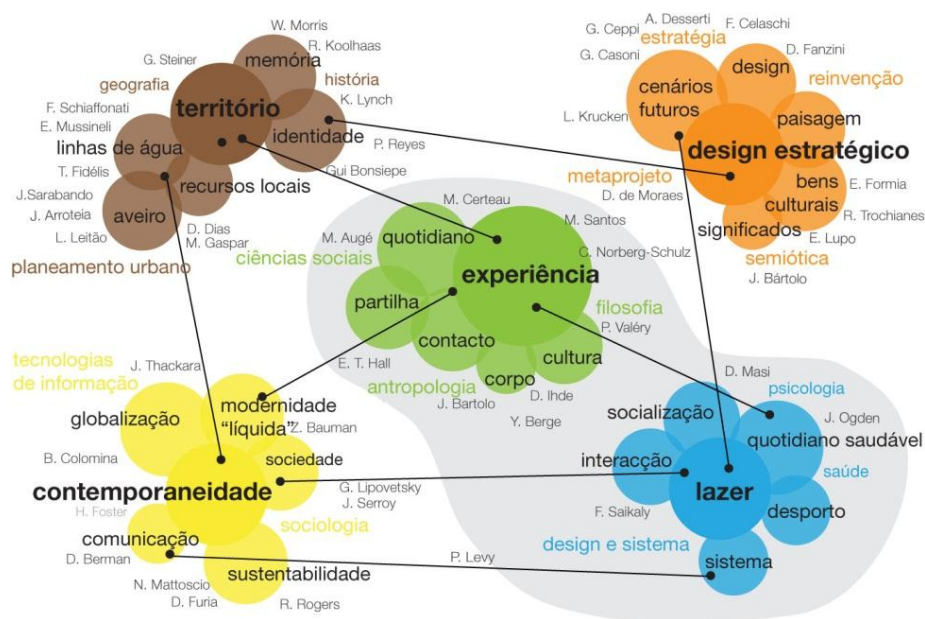 W. Morris
R. Koolhaas
memória
G. Steiner
geografia
história
território
K. Lynch
F. Schiaffonati
E. Mussineli
identidade
linhas de água
P. Reyes
Gui Bonsiepe
T. Fidélis
recursos locais
J.Sarabando
J. Arroteia
aveiro
D. Dias
M. Gaspar
L. Leitão
planeamento urbano
A. Desserti
G. Ceppi
F. Celaschi
estratégia
G. Casoni
D. Fanzini
design
reinvenção
cenários
futuros
L. Krucken
paisagem
design estratégico
metaprojeto
D. de Moraes
bens
culturais
E. Formia
R. Trochianes
significados
E. Lupo
semiótica
J. Bártolo
M. Certeau
M. Santos
M. Augé
quotidiano
C. Norberg-Schulz
ciências sociais
experiência
partilha
filosofia
P. Valéry
contacto
cultura
E. T. Hall
antropologia
corpo
D. Ihde
J. Bartolo
Y. Berge
tecnologias
de informação
J. Thackara
globalização
modernidade
“líquida”
Z. Bauman
B. Colomina
sociedade
contemporaneidade
G. Lipovetsky
J. Serroy
H. Foster
sociologia
comunicação
D. Berman
sustentabilidade
N. Mattoscio
D. Furia
R. Rogers
P. Levy
D. Masi
psicologia
socialização
J. Ogden
quotidiano saudável
interacção
saúde
lazer
F. Saikaly
desporto
design e sistema
sistema